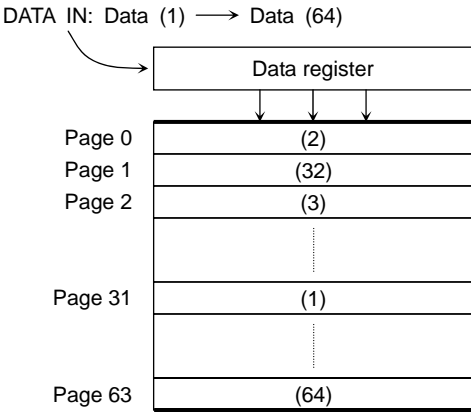 DATA IN: Data (1) → Data (64)
Data register
Page 0 (2)
Page 1 (32)
Page 2 (3)
Page 31 (1)
Page 63 (64)